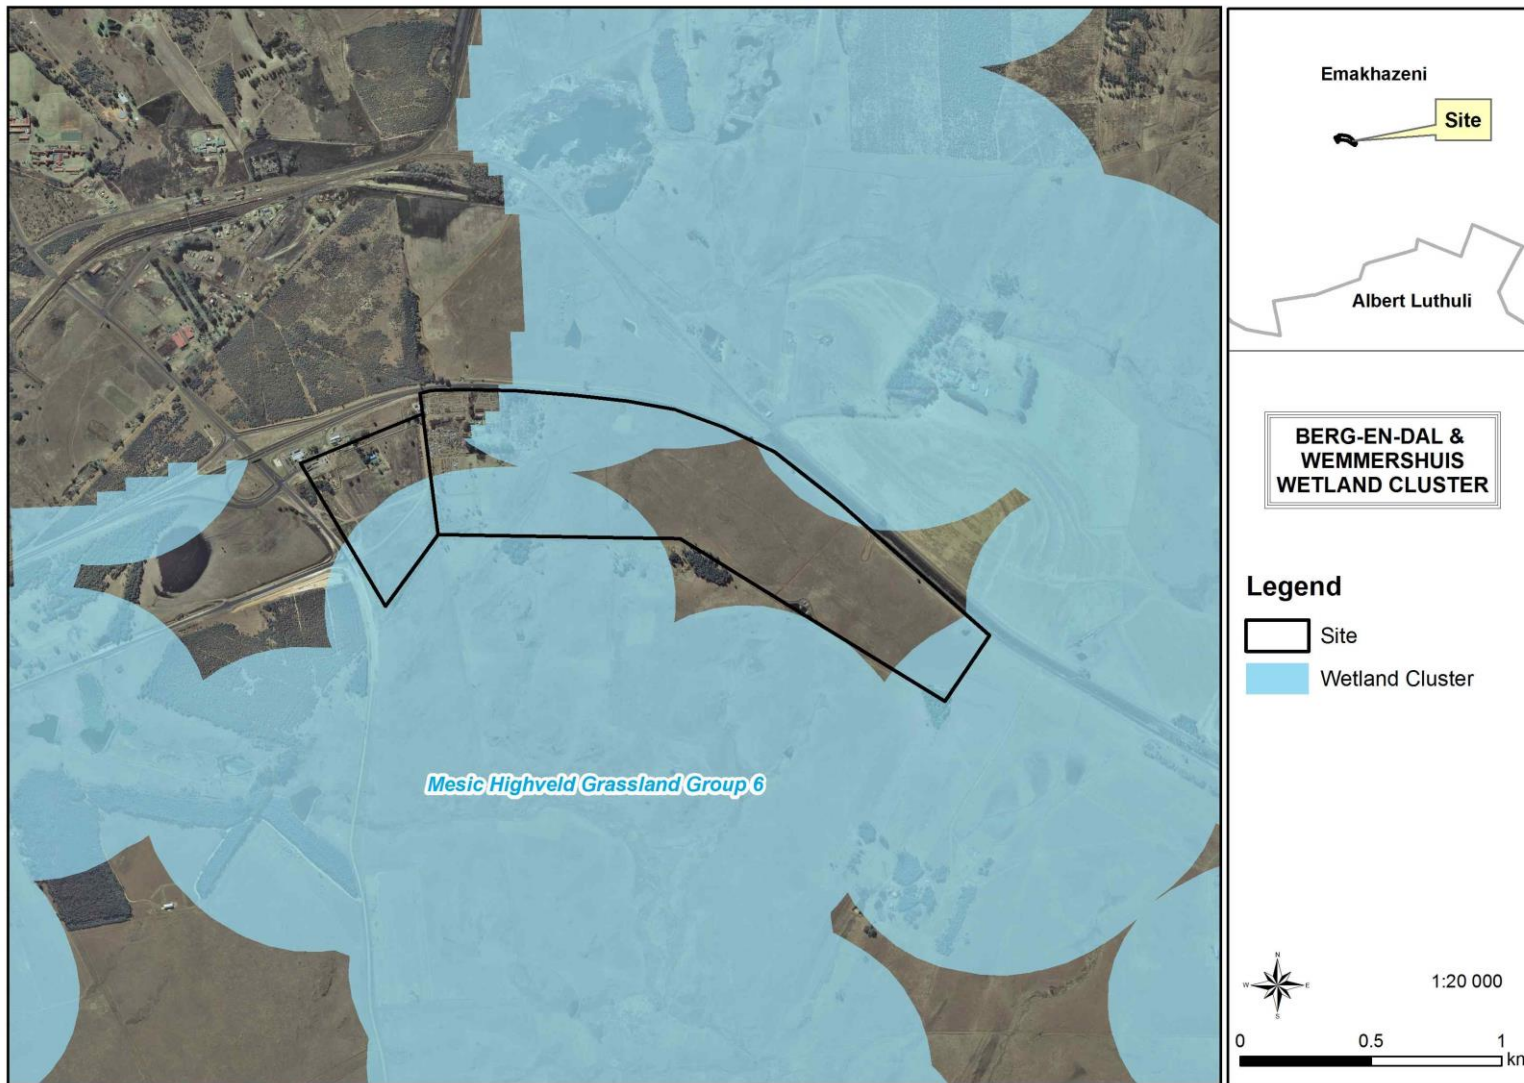 Emakhazeni
Site
Albert Luthuli
BERG-EN-DAL &
WEMMERSHUIS
WETLAND CLUSTER
Legend
Site
Wetland Cluster
Mesic Highveld Grassland Group 6
N
W E
S
1:20 000
0 0.5 1
km